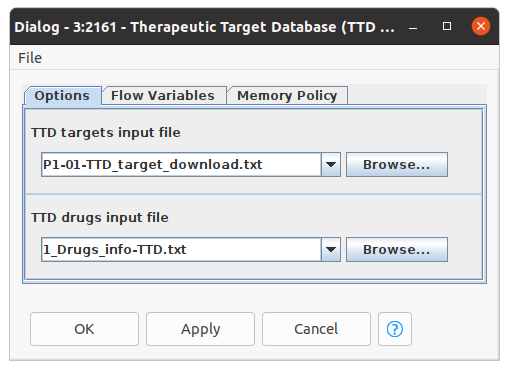 Dialog - 3:2161 - Therapeutic Target Database (TTD ...
File
Options Flow Variables Memory Policy
TTD targets input file
P1-01-TTD_target_download.txt Browse...
TTD drugs input file
1_Drugs_info-TTD.txt Browse...
OK Apply Cancel ?